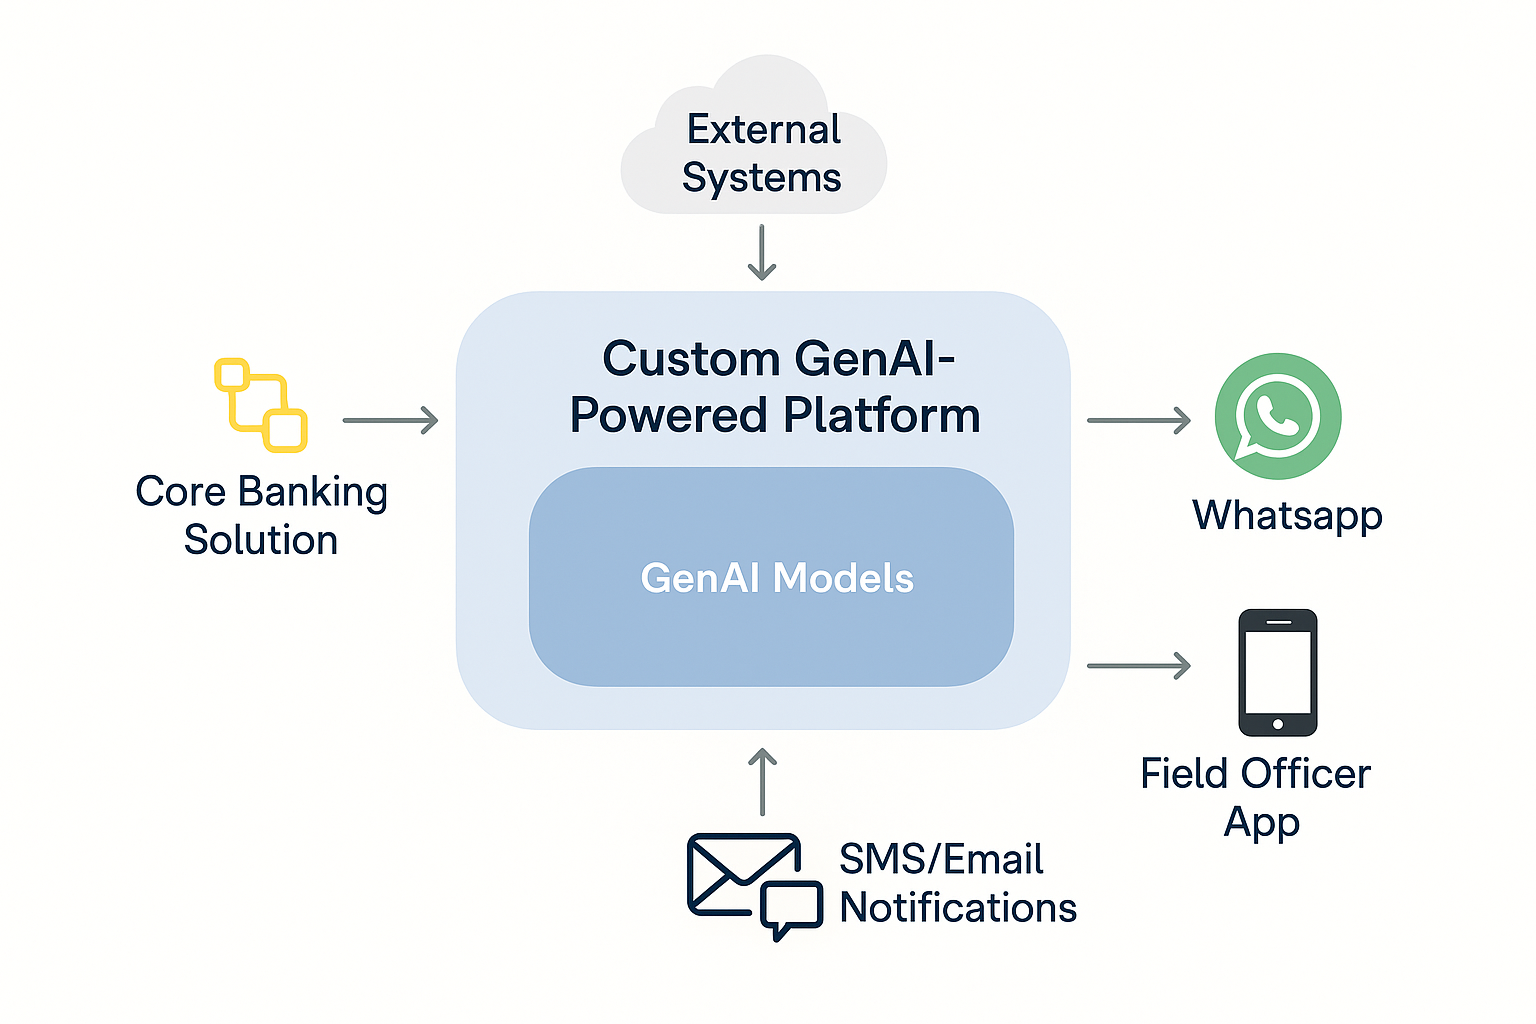 External
Systems
Custom GenAI-
Powered Platform
GenAI Models
Core Banking
Solution
Whatsapp
Field Officer
App
SMS/Email
Notifications